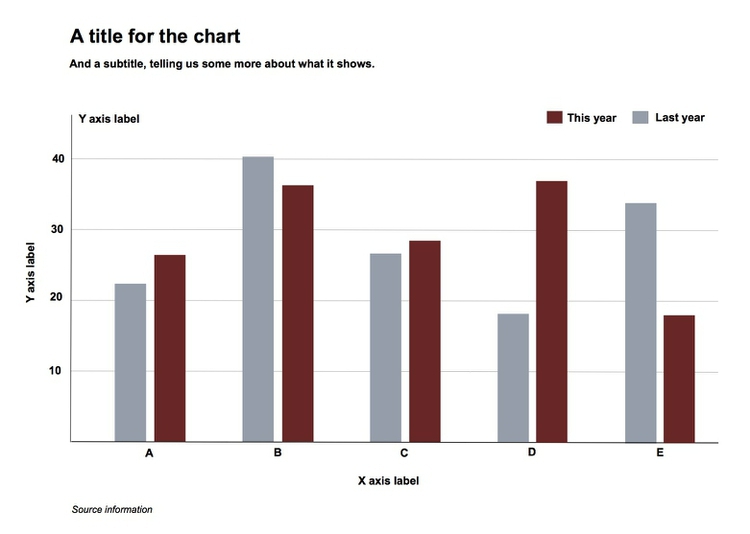 A title for the chart
And a subtitle, telling us some more about what it shows.
Y axis label
This year
Last year
40
30
20
10
Y axis label
A
B
C
D
E
X axis label
Source information